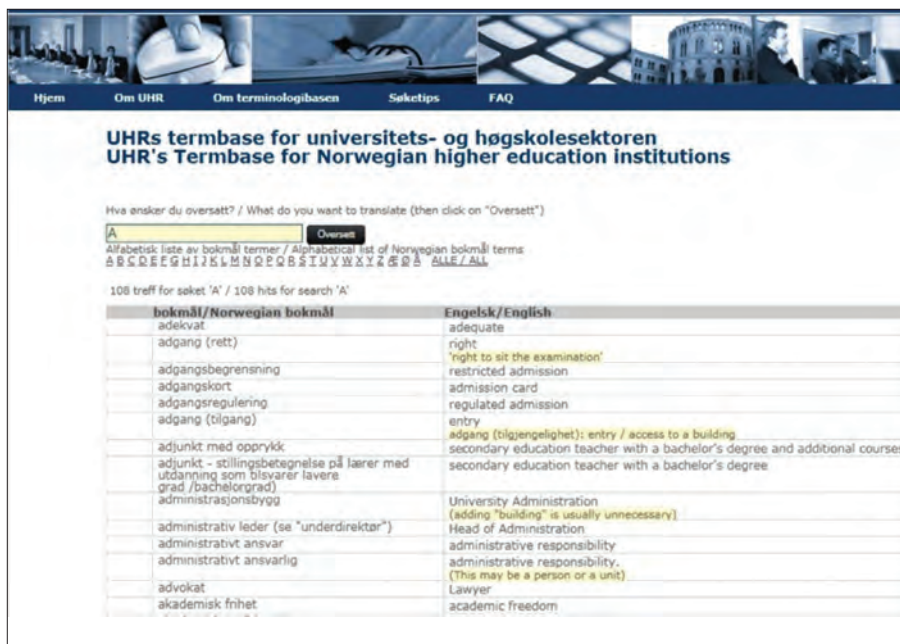 Hjem Om UHR Om terminologibasen Søketips FAQ
UHRs termbase for universitets- og høgskolesektoren
UHR's Termbase for Norwegian higher education institutions
Hva ønsker du oversatt? / What do you want to translate (then click on "Oversett")
A Oversett
Alfabetisk liste av bokmål termer / Alphabetical list of Norwegian bokmål terms
A B C D E F G H I J K L M N O P Q R S T U V W X Y Z Æ Ø Å ALLE / ALL
108 treff for søket 'A' / 108 hits for search 'A'
bokmål/Norwegian bokmål Engelsk/English
adekvat adequate
adgang (rett) right
'right to sit the examination'
adgangsbegrensning restricted admission
adgangskort admission card
adgangsregulering regulated admission
adgang (tilgang) entry
adgang (tilgjengelighet): entry / access to a building
adjunkt med opprykk secondary education teacher with a bachelor's degree and additional courses
adjunkt - stillingsbetegnelse på lærer med secondary education teacher with a bachelor's degree
utdanning som tilsvarer lavere
grad /bachelorgrad)
administrasjonsbygg University Administration
(adding "building" is usually unnecessary)
administrativ leder (se "underdirektør") Head of Administration
administrativt ansvar administrative responsibility
administrativt ansvarlig administrative responsibility.
(This may be a person or a unit)
advokat Lawyer
akademisk frihet academic freedom